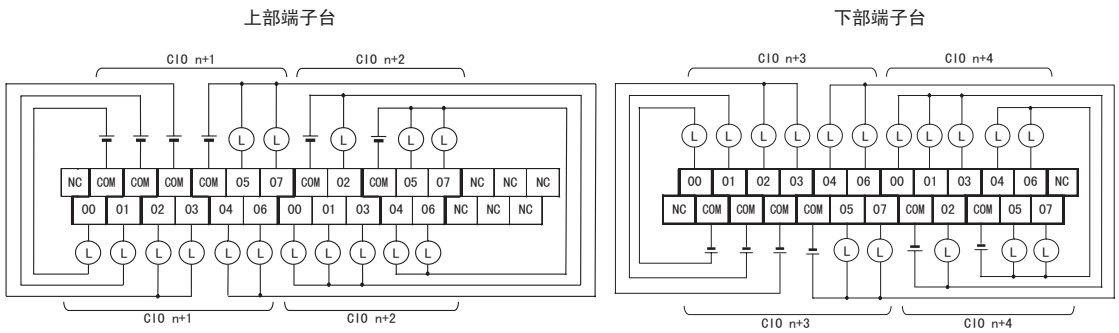 上部端子台
下部端子台
CIO n+1
CIO n+2
L L L L L
NC COM COM COM COM 05 07 COM 02 COM 05 07 NC NC NC
00 01 02 03 04 06 00 01 03 04 06 NC NC NC
L L L L L L L L L L L
CIO n+1
CIO n+2
CIO n+3
CIO n+4
L L L L L L L L L L L
00 01 02 03 04 06 00 01 03 04 06 NC
NC COM COM COM COM 05 07 COM 02 COM 05 07
L L L L L
CIO n+3
CIO n+4